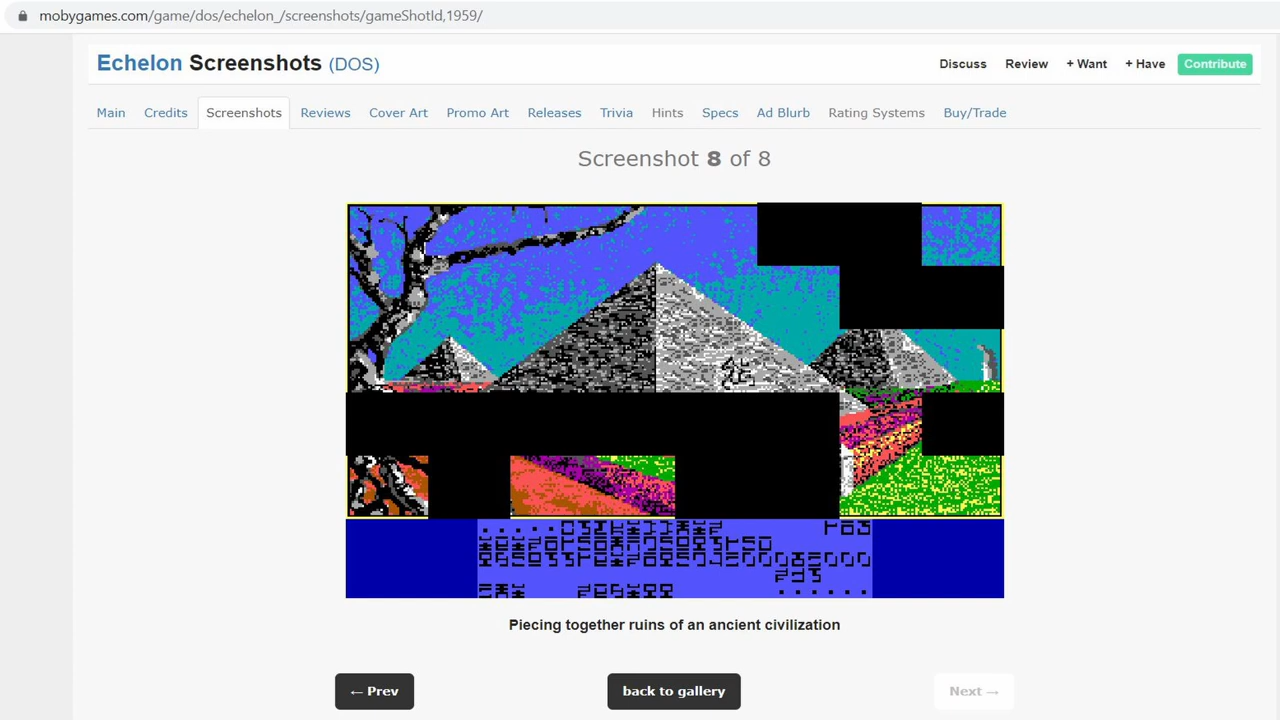 mobygames.com/game/dos/echelon_/screenshots/gameShotId,1959/
Echelon Screenshots (DOS)
Discuss Review + Want + Have Contribute
Main Credits Screenshots Reviews Cover Art Promo Art Releases Trivia Hints Specs Ad Blurb Rating Systems Buy/Trade
Screenshot 8 of 8
Piecing together ruins of an ancient civilization
← Prev back to gallery Next →